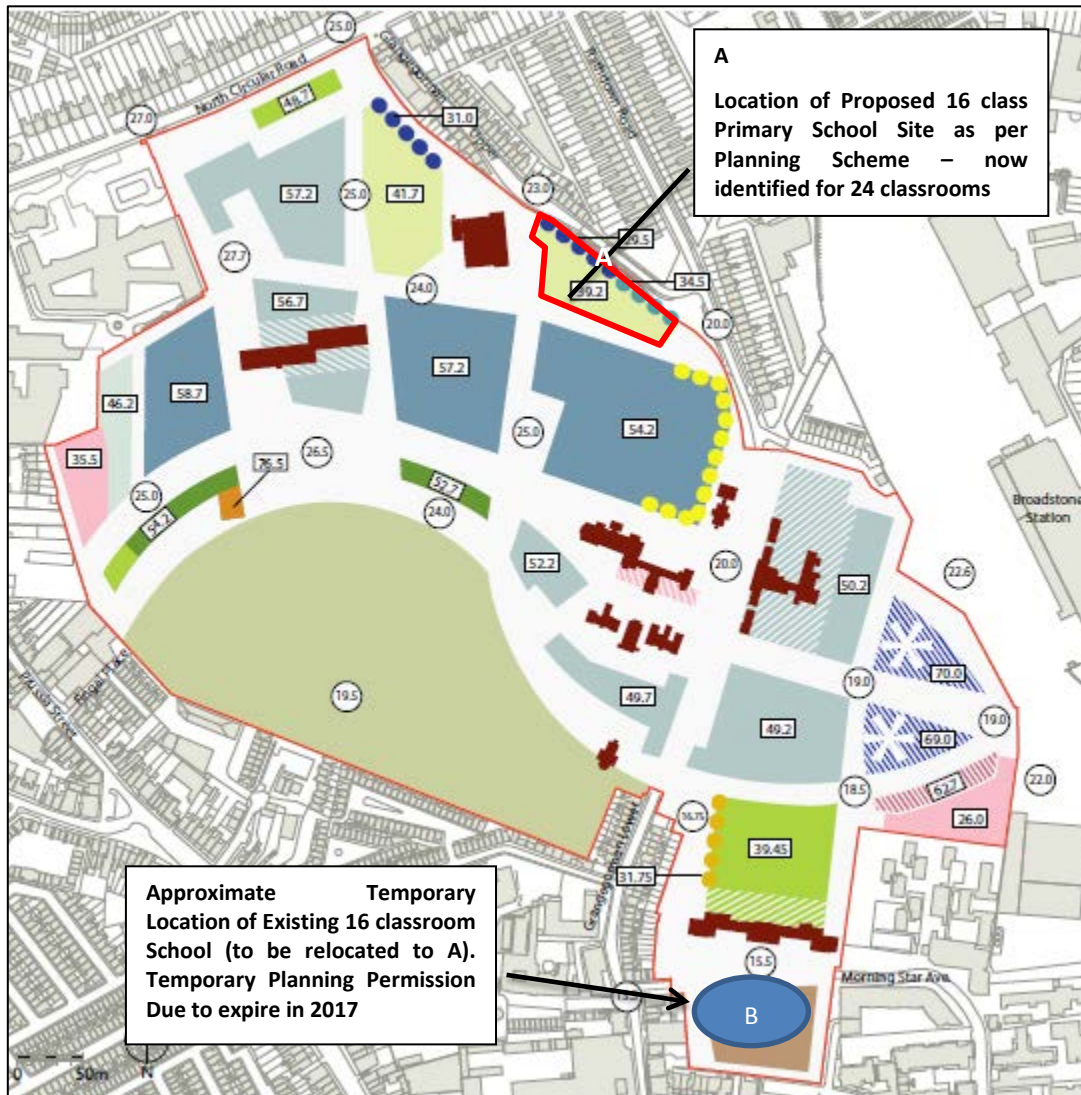 25.0
North Circular Road
27.0
48.7
31.0
Rathdown Road
A
Location of Proposed 16 class
Primary School Site as per
Planning Scheme – now
identified for 24 classrooms
57.2
25.0
41.7
23.0
29.5
A
34.5
39.2
27.7
24.0
20.0
56.7
57.2
58.7
46.2
54.2
25.0
35.5
76.5
26.5
25.0
52.7
24.0
54.2
Broadstone
Station
52.2
20.0
50.2
22.6
19.5
49.7
19.0
70.0
49.2
19.0
69.0
18.5
62.7
22.0
26.0
16.75
39.45
31.75
Grangegorman Lower
Approximate Temporary
Location of Existing 16 classroom
School (to be relocated to A).
Temporary Planning Permission
Due to expire in 2017
15.5
Morning Star Ave.
B
0 50m N